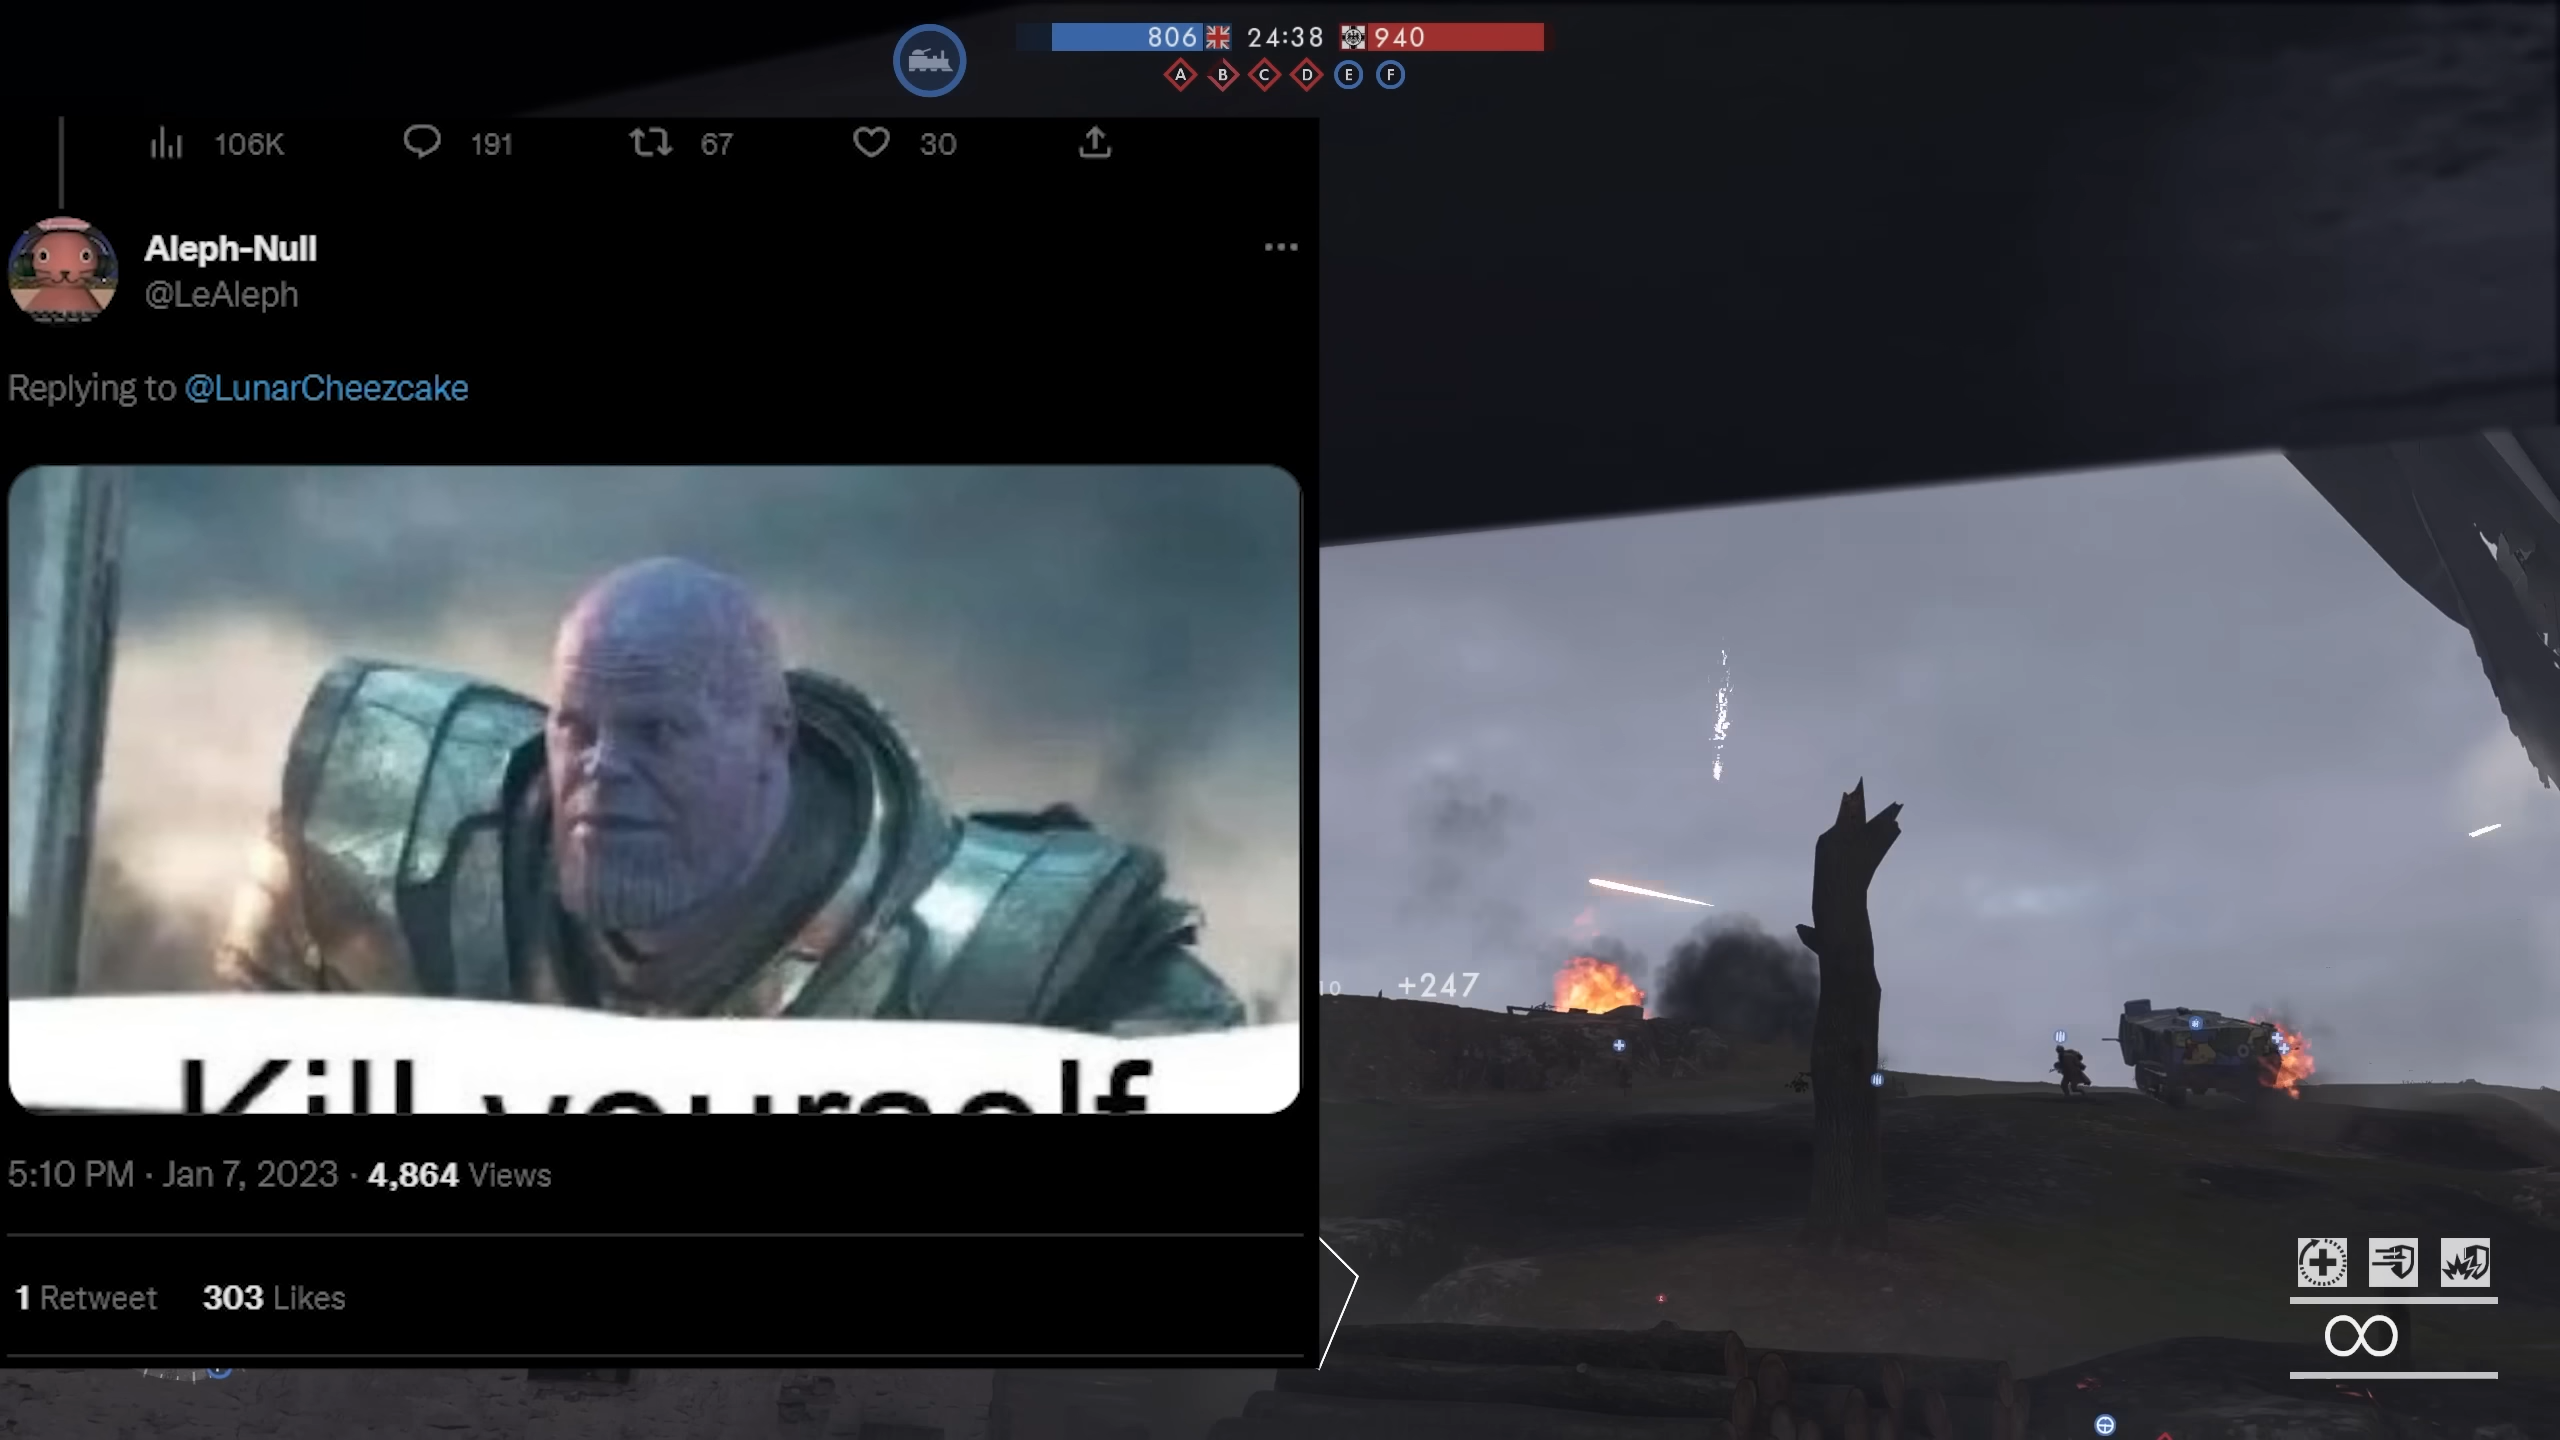 806 24:38 940
A B C D E F
106K 191 67 30
Aleph-Null
@LeAleph
Replying to @LunarCheezcake
+247
10
Kill yourself
5:10 PM · Jan 7, 2023 · 4,864 Views
1 Retweet 303 Likes
∞